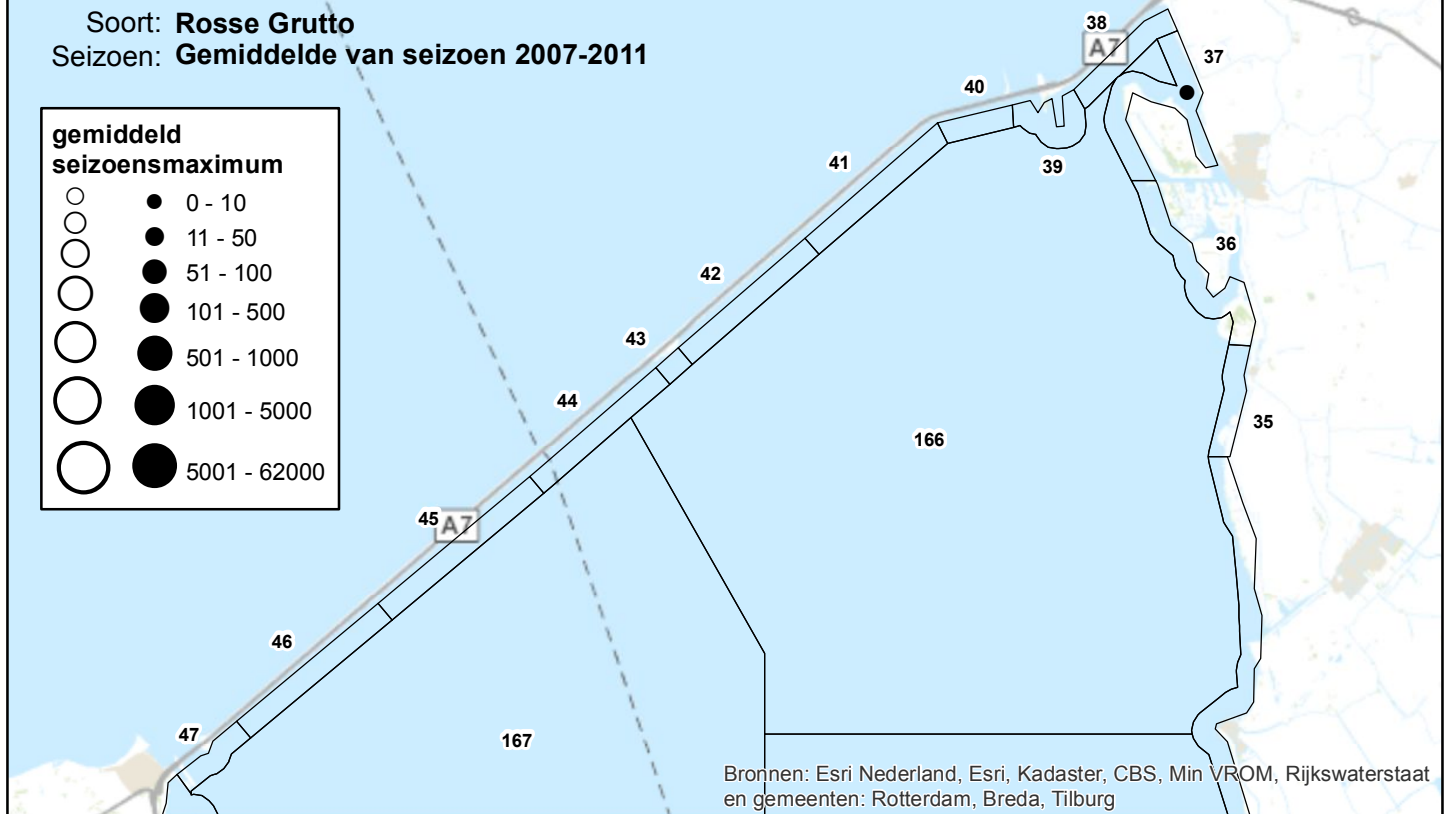 Soort: Rosse Grutto
Seizoen: Gemiddelde van seizoen 2007-2011
gemiddeld
seizoensmaximum
0 - 10
11 - 50
51 - 100
101 - 500
501 - 1000
1001 - 5000
5001 - 62000
38
A7
37
40
41
39
36
42
43
44
35
166
45
A7
46
47
167
Bronnen: Esri Nederland, Esri, Kadaster, CBS, Min VROM, Rijkswaterstaat
en gemeenten: Rotterdam, Breda, Tilburg